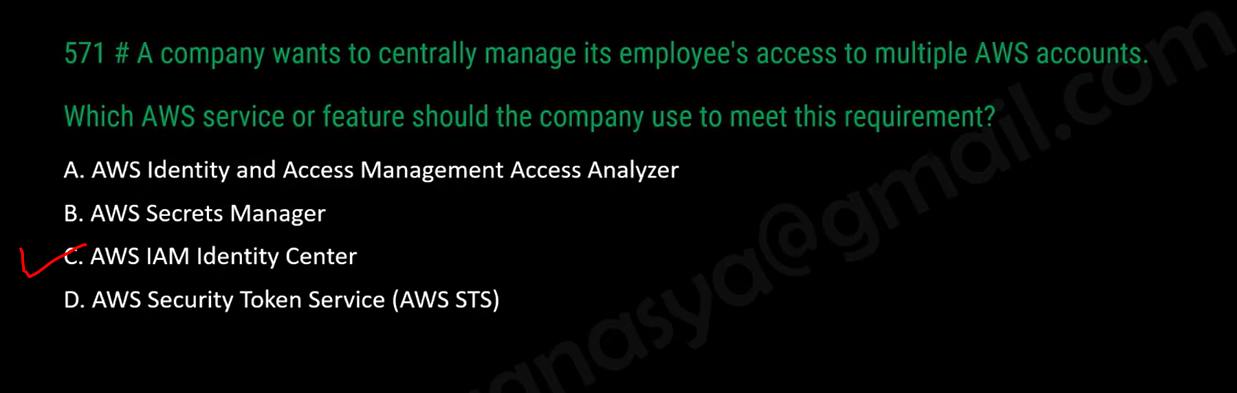 571 # A company wants to centrally manage its employee's access to multiple AWS accounts.
Which AWS service or feature should the company use to meet this requirement?
A. AWS Identity and Access Management Access Analyzer
B. AWS Secrets Manager
C. AWS IAM Identity Center
D. AWS Security Token Service (AWS STS)